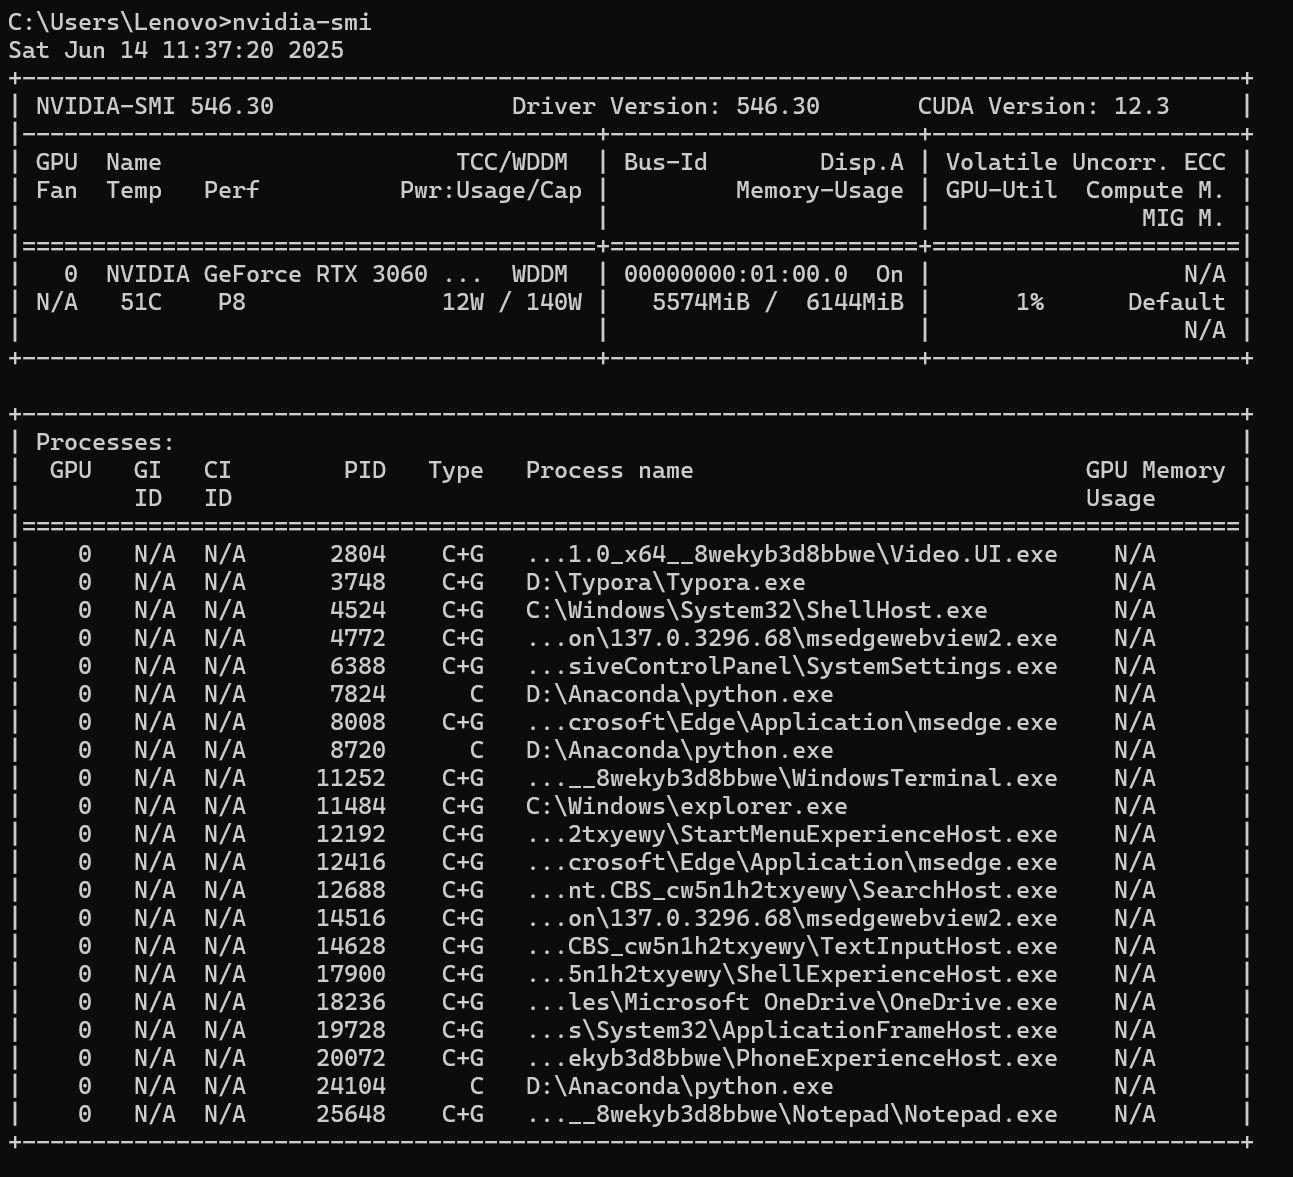 C:\Users\Lenovo>nvidia-smi
Sat Jun 14 11:37:20 2025
+---------------------------------------------------------------------------------------+
| NVIDIA-SMI 546.30                 Driver Version: 546.30       CUDA Version: 12.3     |
|-----------------------------------------+----------------------+----------------------+
| GPU  Name                     TCC/WDDM  | Bus-Id        Disp.A | Volatile Uncorr. ECC |
| Fan  Temp   Perf          Pwr:Usage/Cap |         Memory-Usage | GPU-Util  Compute M. |
|                                         |                      |               MIG M. |
|=========================================+======================+======================|
|   0  NVIDIA GeForce RTX 3060 ...  WDDM  | 00000000:01:00.0  On |                  N/A |
| N/A   51C    P8              12W / 140W |   5574MiB /  6144MiB |      1%      Default |
|                                         |                      |                  N/A |
+-----------------------------------------+----------------------+----------------------+

+---------------------------------------------------------------------------------------+
| Processes:                                                                            |
|  GPU   GI   CI        PID   Type   Process name                            GPU Memory |
|        ID   ID                                                             Usage      |
|=======================================================================================|
|    0   N/A  N/A      2804    C+G   ...1.0_x64__8wekyb3d8bbwe\Video.UI.exe    N/A      |
|    0   N/A  N/A      3748    C+G   D:\Typora\Typora.exe                      N/A      |
|    0   N/A  N/A      4524    C+G   C:\Windows\System32\ShellHost.exe         N/A      |
|    0   N/A  N/A      4772    C+G   ...on\137.0.3296.68\msedgewebview2.exe    N/A      |
|    0   N/A  N/A      6388    C+G   ...siveControlPanel\SystemSettings.exe    N/A      |
|    0   N/A  N/A      7824      C   D:\Anaconda\python.exe                    N/A      |
|    0   N/A  N/A      8008    C+G   ...crosoft\Edge\Application\msedge.exe    N/A      |
|    0   N/A  N/A      8720      C   D:\Anaconda\python.exe                    N/A      |
|    0   N/A  N/A     11252    C+G   ...__8wekyb3d8bbwe\WindowsTerminal.exe    N/A      |
|    0   N/A  N/A     11484    C+G   C:\Windows\explorer.exe                   N/A      |
|    0   N/A  N/A     12192    C+G   ...2txyewy\StartMenuExperienceHost.exe    N/A      |
|    0   N/A  N/A     12416    C+G   ...crosoft\Edge\Application\msedge.exe    N/A      |
|    0   N/A  N/A     12688    C+G   ...nt.CBS_cw5n1h2txyewy\SearchHost.exe    N/A      |
|    0   N/A  N/A     14516    C+G   ...on\137.0.3296.68\msedgewebview2.exe    N/A      |
|    0   N/A  N/A     14628    C+G   ...CBS_cw5n1h2txyewy\TextInputHost.exe    N/A      |
|    0   N/A  N/A     17900    C+G   ...5n1h2txyewy\ShellExperienceHost.exe    N/A      |
|    0   N/A  N/A     18236    C+G   ...les\Microsoft OneDrive\OneDrive.exe    N/A      |
|    0   N/A  N/A     19728    C+G   ...s\System32\ApplicationFrameHost.exe    N/A      |
|    0   N/A  N/A     20072    C+G   ...ekyb3d8bbwe\PhoneExperienceHost.exe    N/A      |
|    0   N/A  N/A     24104      C   D:\Anaconda\python.exe                    N/A      |
|    0   N/A  N/A     25648    C+G   ...__8wekyb3d8bbwe\Notepad\Notepad.exe    N/A      |
+---------------------------------------------------------------------------------------+